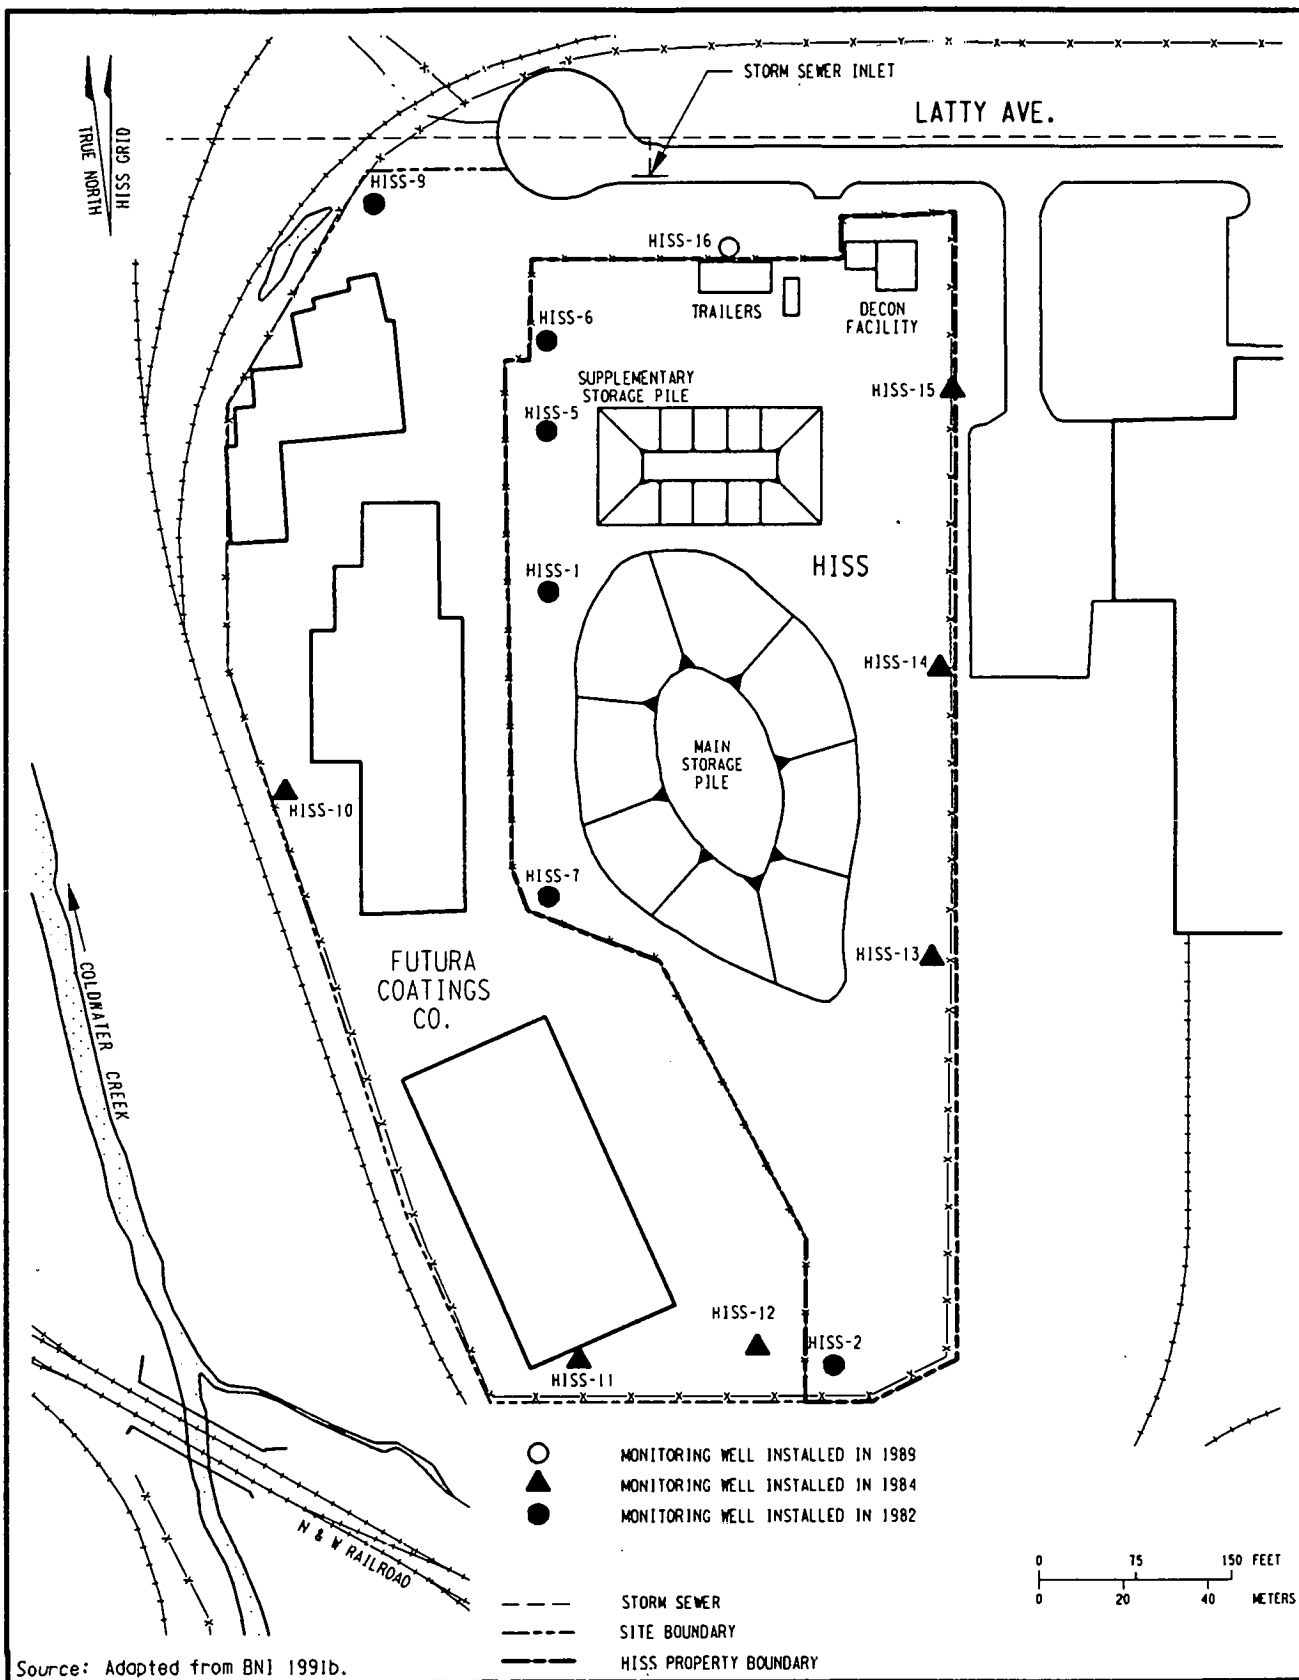 STORM SEWER INLET
LATTY AVE.
TRUE NORTH
HISS GRID
HISS-9
HISS-16
TRAILERS
DECON
FACILITY
HISS-6
SUPPLEMENTARY
STORAGE PILE
HISS-15
HISS-5
HISS
HISS-1
HISS-14
MAIN
STORAGE
PILE
HISS-10
HISS-7
HISS-13
FUTURA
COATINGS
CO.
COLDWATER CREEK
HISS-12
HISS-2
HISS-11
MONITORING WELL INSTALLED IN 1989
MONITORING WELL INSTALLED IN 1984
MONITORING WELL INSTALLED IN 1982
N & W RAILROAD
0 75 150 FEET
0 20 40 METERS
STORM SEWER
SITE BOUNDARY
HISS PROPERTY BOUNDARY
Source: Adapted from BNI 1991b.